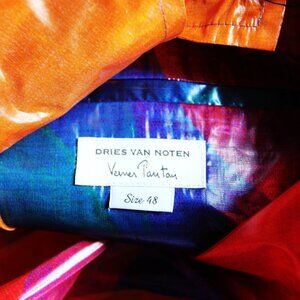 DRIES VAN NOTEN
Verner Panton
Size 48